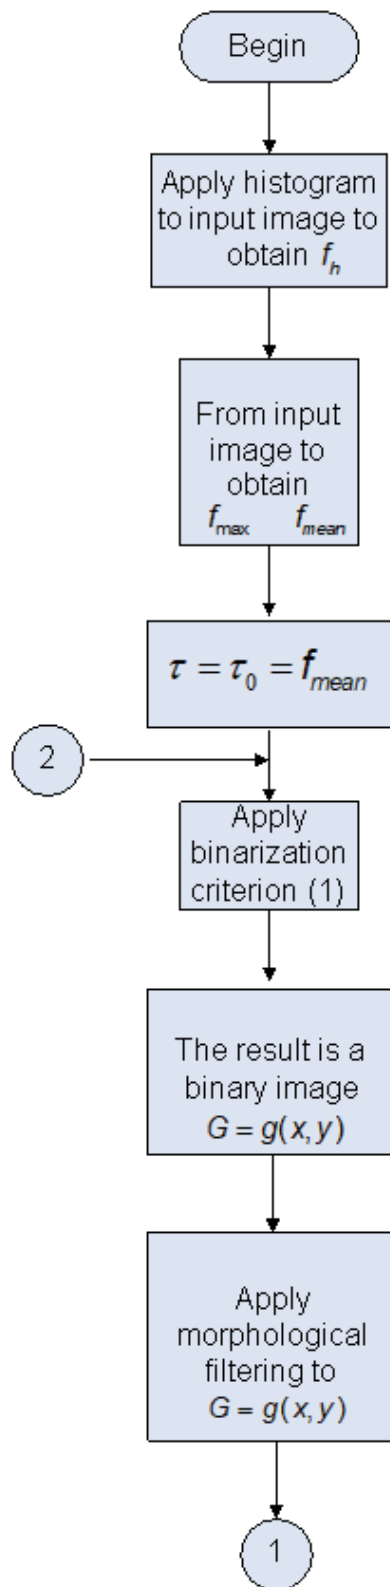 Begin
Apply histogram
to input image to
obtain f_h
From input
image to
obtain
f_max f_mean
τ = τ_0 = f_mean
2
Apply
binarization
criterion (1)
The result is a
binary image
G = g(x, y)
Apply
morphological
filtering to
G = g(x, y)
1